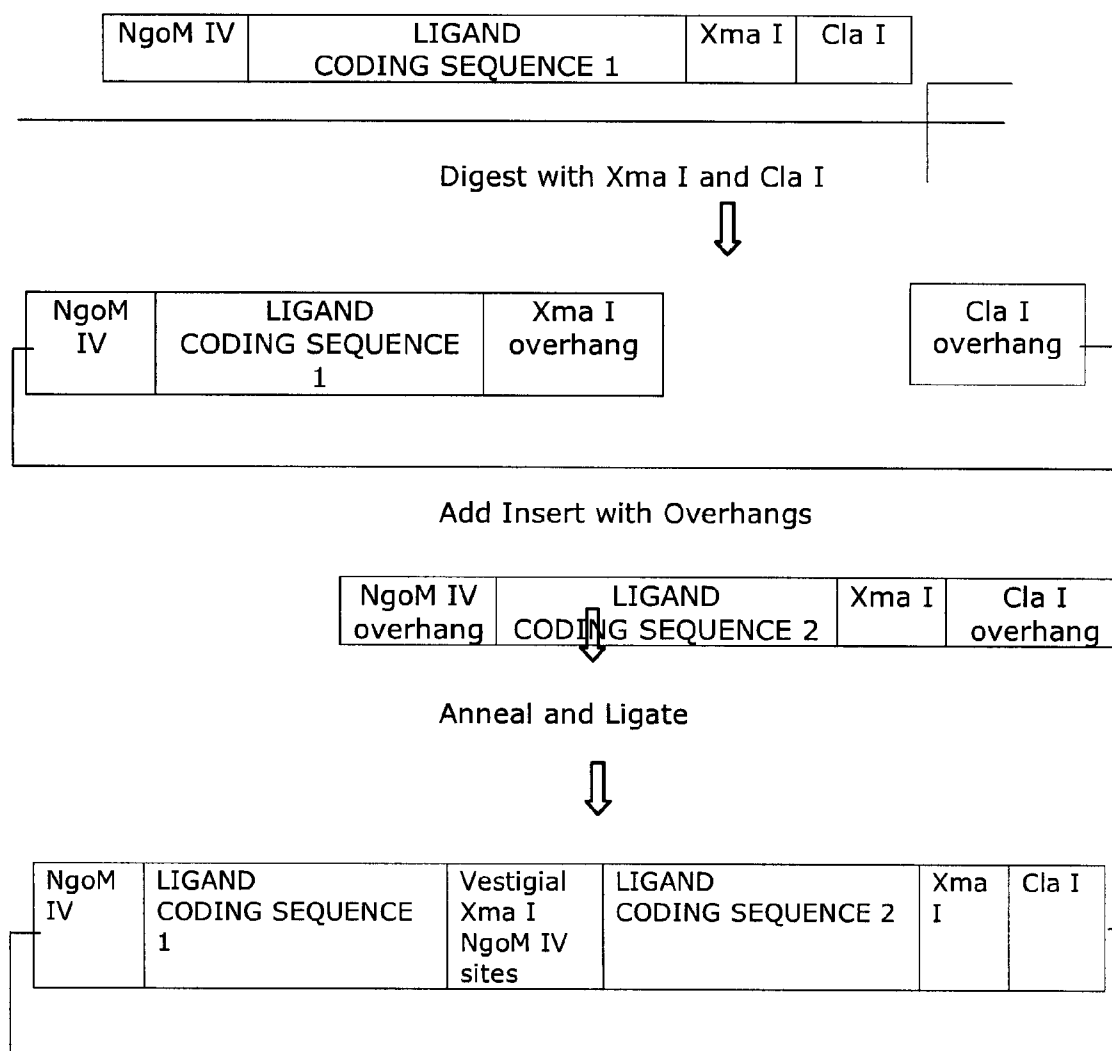 NgoM IV
LIGAND
CODING SEQUENCE 1
Xma I
Cla I
Digest with Xma I and Cla I
NgoM
IV
LIGAND
CODING SEQUENCE
1
Xma I
overhang
Cla I
overhang
Add Insert with Overhangs
NgoM IV
overhang
LIGAND
CODING SEQUENCE 2
Xma I
Cla I
overhang
Anneal and Ligate
NgoM
IV
LIGAND
CODING SEQUENCE
1
Vestigial
Xma I
NgoM IV
sites
LIGAND
CODING SEQUENCE 2
Xma
I
Cla I